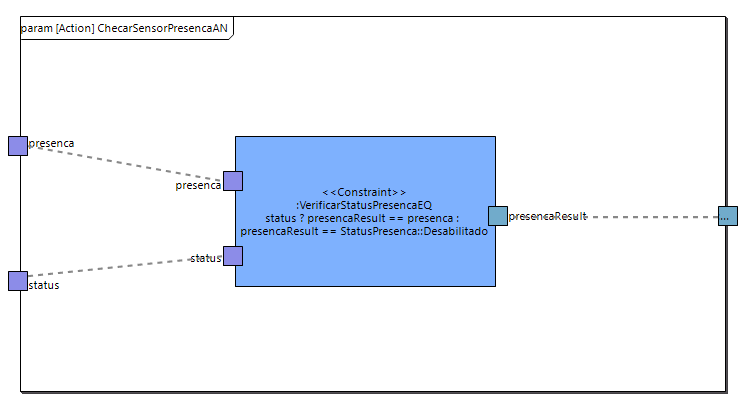 param [Action] ChecarSensorPresencaAN
presenca
presenca
<<Constraint>>
:VerificarStatusPresencaEQ
status ? presencaResult == presenca :
presencaResult == StatusPresenca::Desabilitado
presencaResult
...
status
status